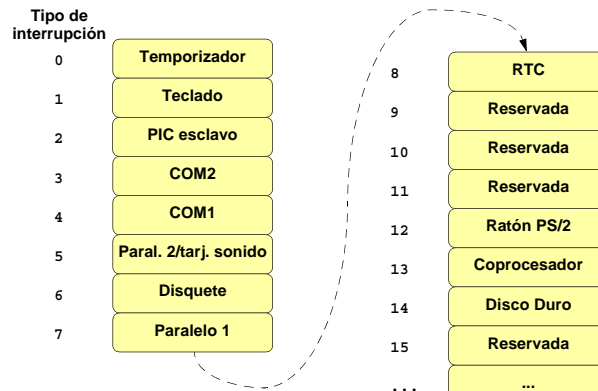 Tipo de
interrupción
0 Temporizador
1 Teclado
2 PIC esclavo
3 COM2
4 COM1
5 Paral. 2/tarj. sonido
6 Disquete
7 Paralelo 1
8 RTC
9 Reservada
10 Reservada
11 Reservada
12 Ratón PS/2
13 Coprocesador
14 Disco Duro
15 Reservada
... ...